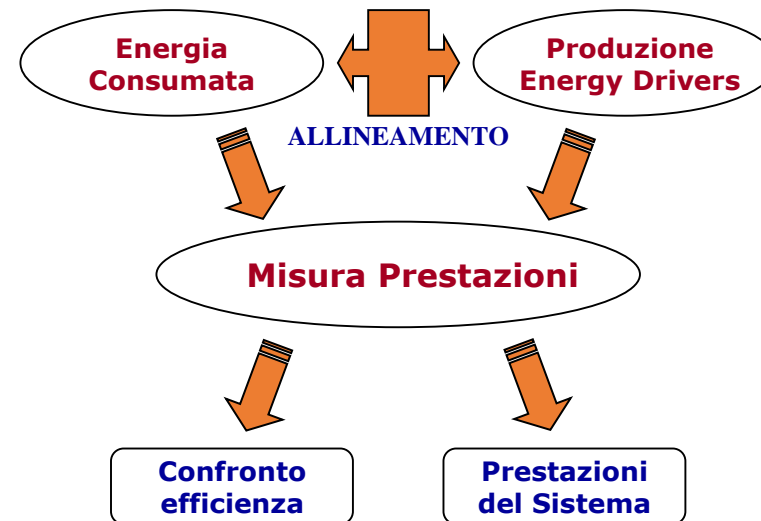 Energia
Consumata
Produzione
Energy Drivers
ALLINEAMENTO
Misura Prestazioni
Confronto
efficienza
Prestazioni
del Sistema